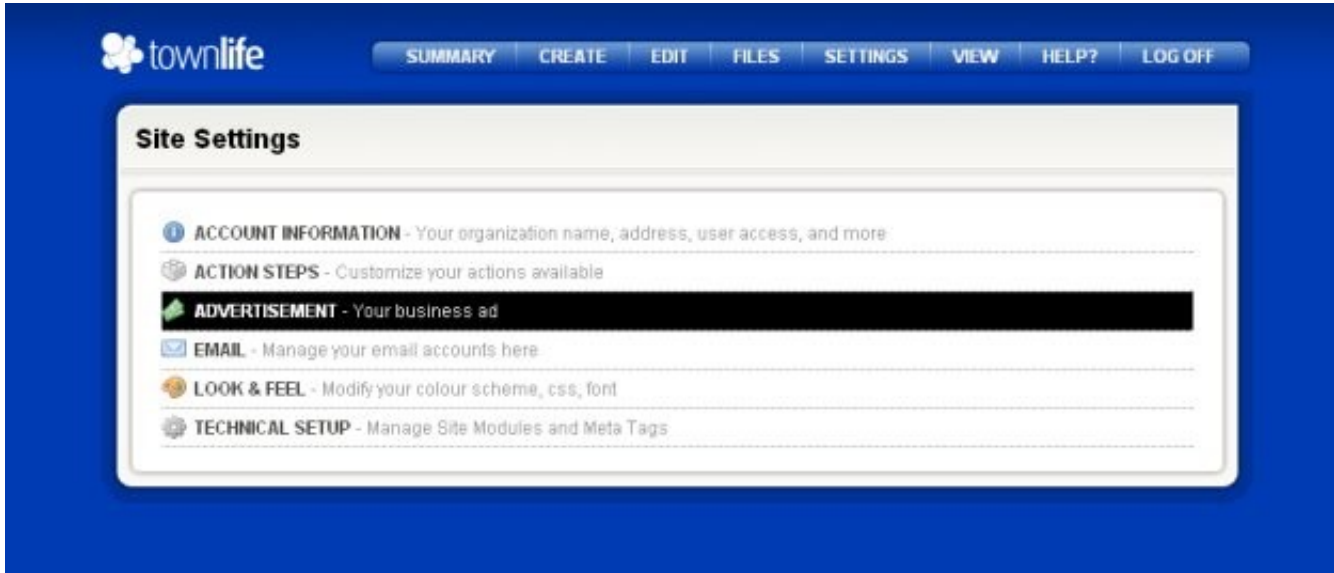 townlife
SUMMARY CREATE EDIT FILES SETTINGS VIEW HELP? LOG OFF
Site Settings
ACCOUNT INFORMATION - Your organization name, address, user access, and more
ACTION STEPS - Customize your actions available
ADVERTISEMENT - Your business ad
EMAIL - Manage your email accounts here
LOOK & FEEL - Modify your colour scheme, css, font
TECHNICAL SETUP - Manage Site Modules and Meta Tags